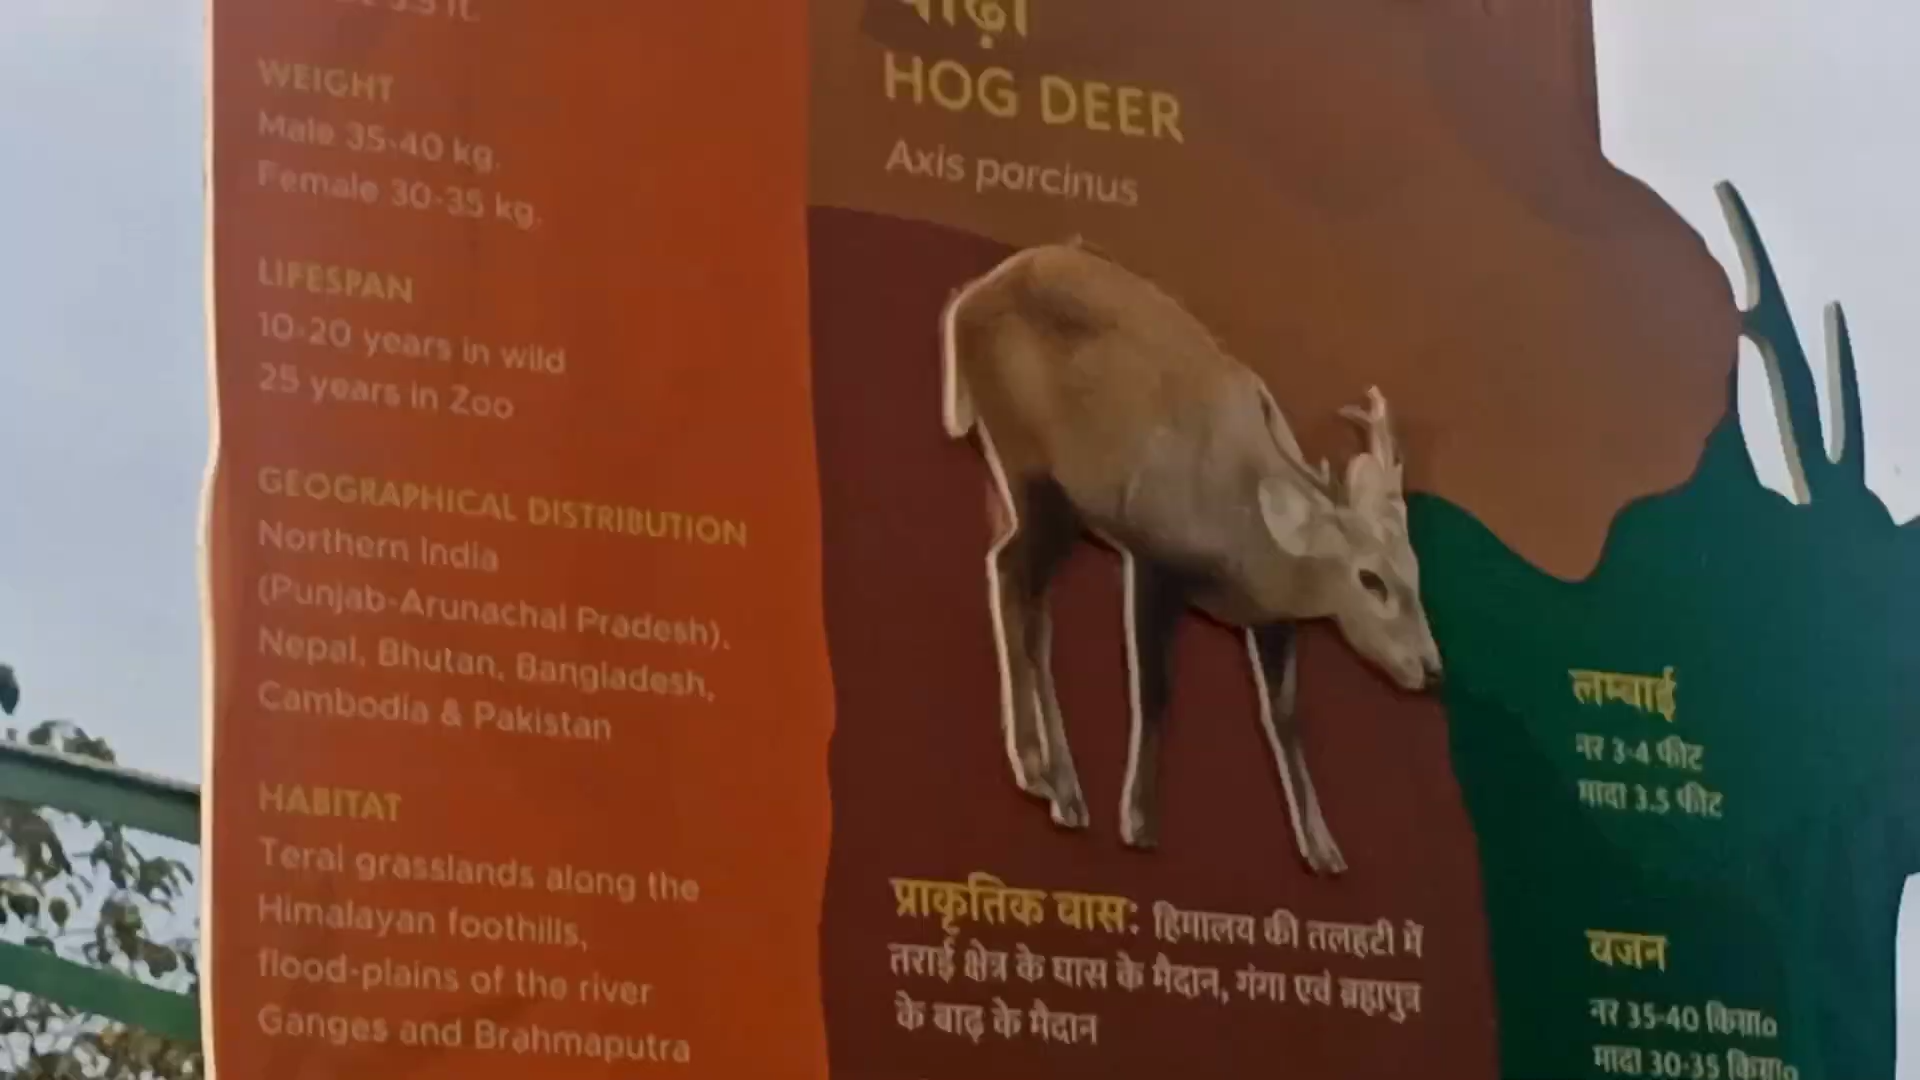 WEIGHT
Male 35-40 kg.
Female 30-35 kg.
LIFESPAN
10-20 years in wild
25 years in Zoo
GEOGRAPHICAL DISTRIBUTION
Northern India
(Punjab-Arunachal Pradesh),
Nepal, Bhutan, Bangladesh,
Cambodia & Pakistan
HABITAT
Terai grasslands along the
Himalayan foothills,
flood-plains of the river
Ganges and Brahmaputra
HOG DEER
Axis porcinus
प्राकृतिक वास: हिमालय की तलहटी में
तराई क्षेत्र के घास के मैदान, गंगा एवं ब्रह्मपुत्र
के बाढ़ के मैदान
लम्बाई
नर 3-4 फीट
मादा 3.5 फीट
वजन
नर 35-40 किग्रा०
मादा 30-35 किग्रा०